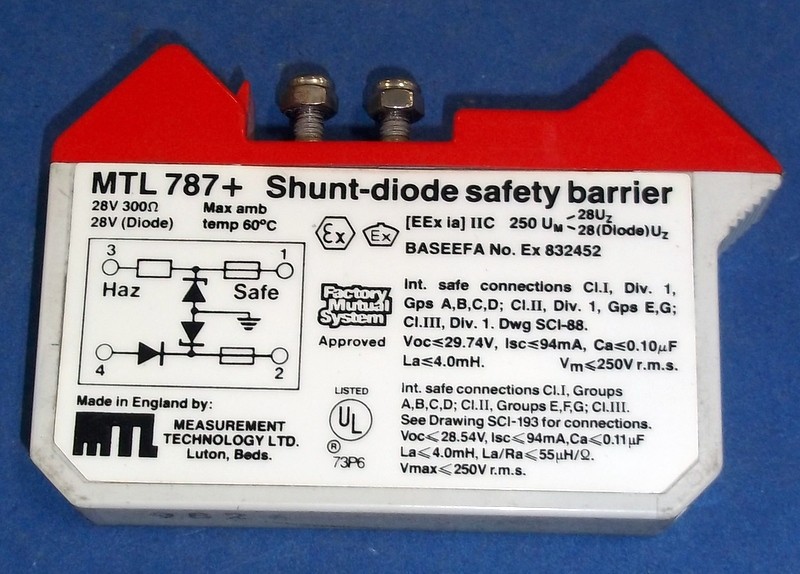 MTL 787+ Shunt-diode safety barrier
28V 300Ω
28V (Diode)
Max amb
temp 60°C
Ex
Ex
[EEx ia] IIC 250 UM
28Uz
28(Diode)Uz
BASEEFA No. Ex 832452
3
1
Haz
Safe
4
2
Factory
Mutual
System
Approved
Int. safe connections Cl.I, Div. 1,
Gps A,B,C,D; Cl.II, Div. 1, Gps E,G;
Cl.III, Div. 1. Dwg SCI-88.
Voc≤29.74V, Isc≤94mA, Ca≤0.10μF
La≤4.0mH. Vm≤250V r.m.s.
Made in England by:
MTL
MEASUREMENT
TECHNOLOGY LTD.
Luton, Beds.
LISTED
UL
®
73P6
Int. safe connections Cl.I, Groups
A,B,C,D; Cl.II, Groups E,F,G; Cl.III.
See Drawing SCI-193 for connections.
Voc≤28.54V, Isc≤94mA,Ca≤0.11μF
La≤4.0mH, La/Ra≤55μH/Ω.
Vmax≤250V r.m.s.